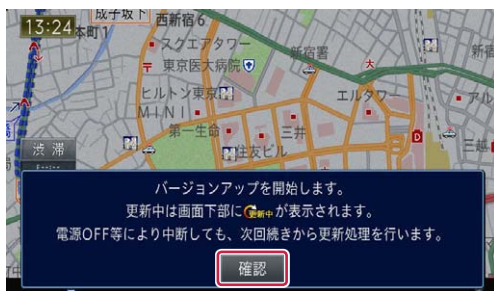 13:24
成子坂下
西新宿6
本町1
スクエアタワー
新宿署
東京医大病院
ヒルトン東京
エルタワー
MINI
第一生命
三井
住友ビル
渋滞
バージョンアップを開始します。
更新中は画面下部に更新中が表示されます。
電源OFF等により中断しても、次回続きから更新処理を行います。
確認